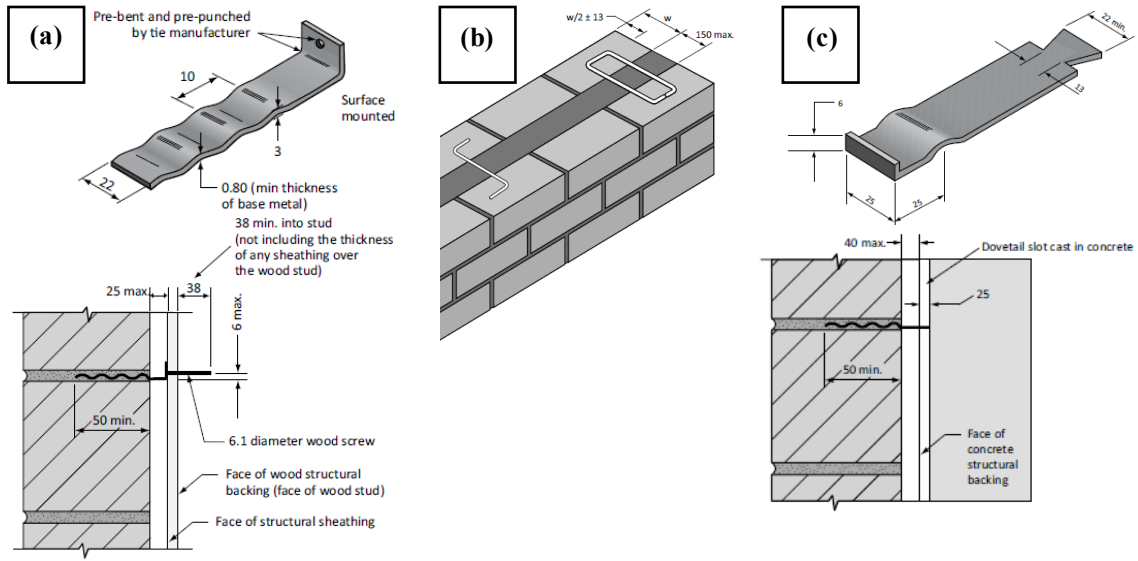 (a)
Pre-bent and pre-punched
by tie manufacturer
10
Surface
mounted
3
22
0.80 (min thickness
of base metal)
38 min. into stud
(not including the thickness
of any sheathing over
the wood stud)
25 max.
38
6 max.
50 min.
6.1 diameter wood screw
Face of wood structural
backing (face of wood stud)
Face of structural sheathing
(b)
w/2 ± 13
w
150 max.
(c)
22 min.
13
6
25
25
40 max.
Dovetail slot cast in concrete
25
50 min.
Face of
concrete
structural
backing